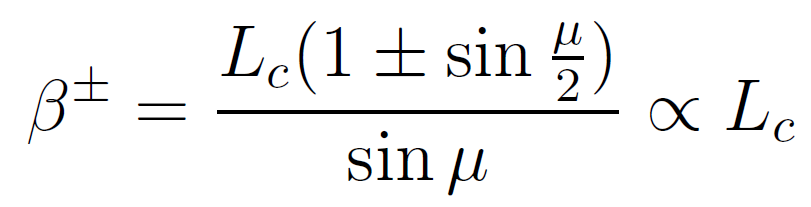 β^± = L_c(1 ± sin μ/2) / sin μ ∝ L_c